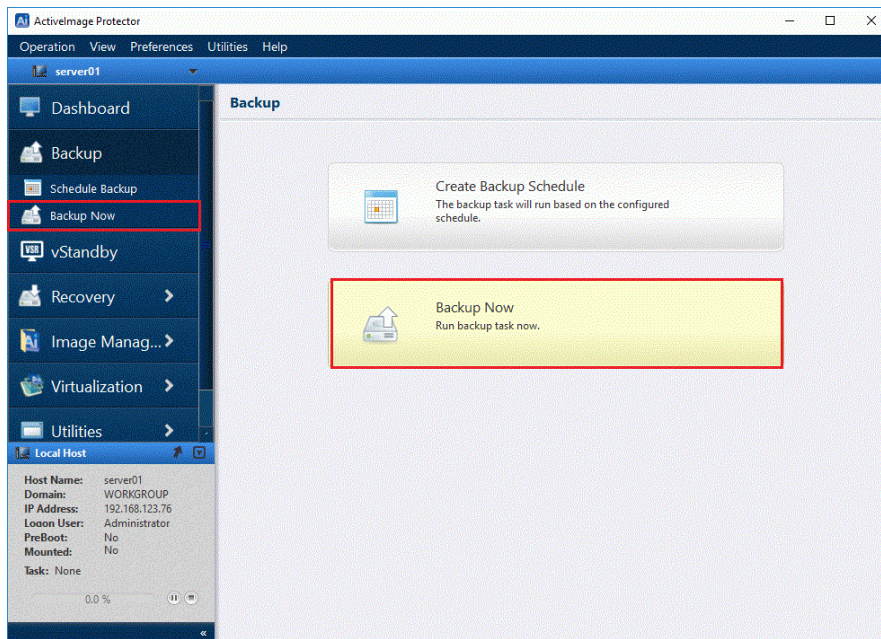 Ai ActiveImage Protector
Operation View Preferences Utilities Help
server01
Dashboard
Backup
Schedule Backup
Backup Now
VSB vStandby
Recovery
Ai Image Manag...
Virtualization
Utilities
Local Host
Host Name: server01
Domain: WORKGROUP
IP Address: 192.168.123.76
Logon User: Administrator
PreBoot: No
Mounted: No
Task: None
0.0 %
«
Backup
Create Backup Schedule
The backup task will run based on the configured
schedule.
Backup Now
Run backup task now.